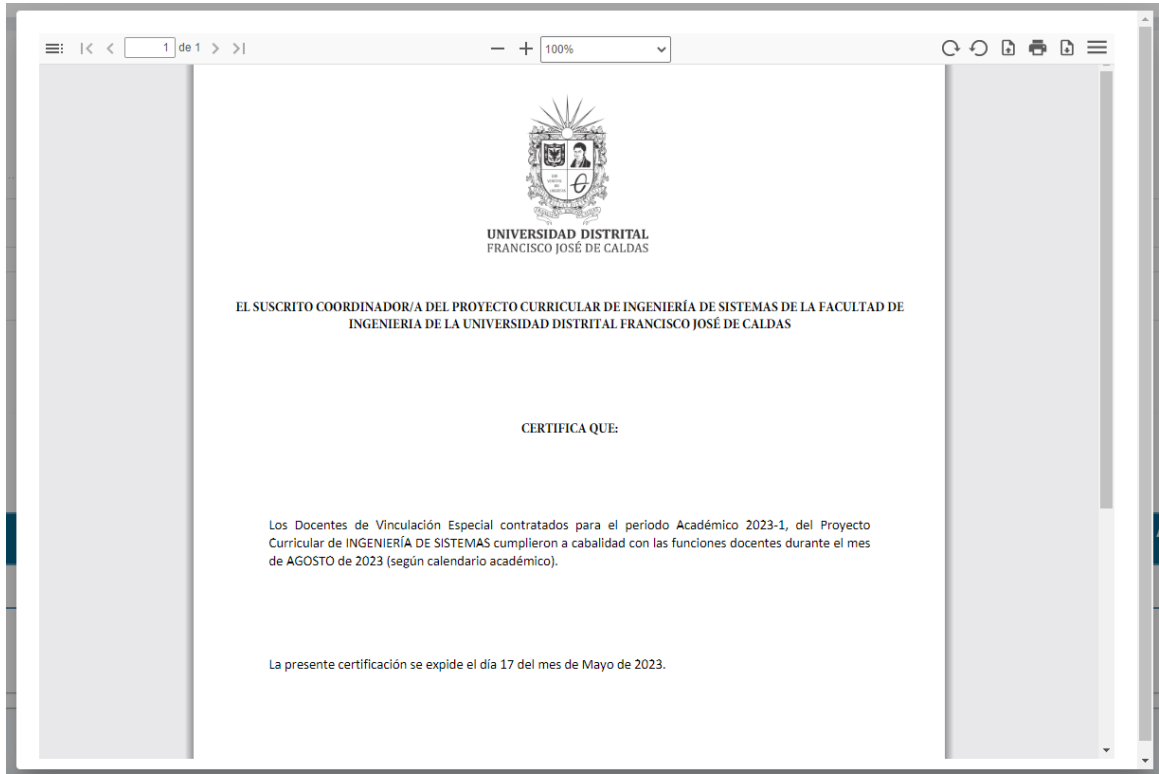 1 de 1
100%
UNIVERSIDAD DISTRITAL
FRANCISCO JOSÉ DE CALDAS
EL SUSCRITO COORDINADOR/A DEL PROYECTO CURRICULAR DE INGENIERÍA DE SISTEMAS DE LA FACULTAD DE
INGENIERIA DE LA UNIVERSIDAD DISTRITAL FRANCISCO JOSÉ DE CALDAS
CERTIFICA QUE:
Los Docentes de Vinculación Especial contratados para el periodo Académico 2023-1, del Proyecto
Curricular de INGENIERÍA DE SISTEMAS cumplieron a cabalidad con las funciones docentes durante el mes
de AGOSTO de 2023 (según calendario académico).
La presente certificación se expide el día 17 del mes de Mayo de 2023.